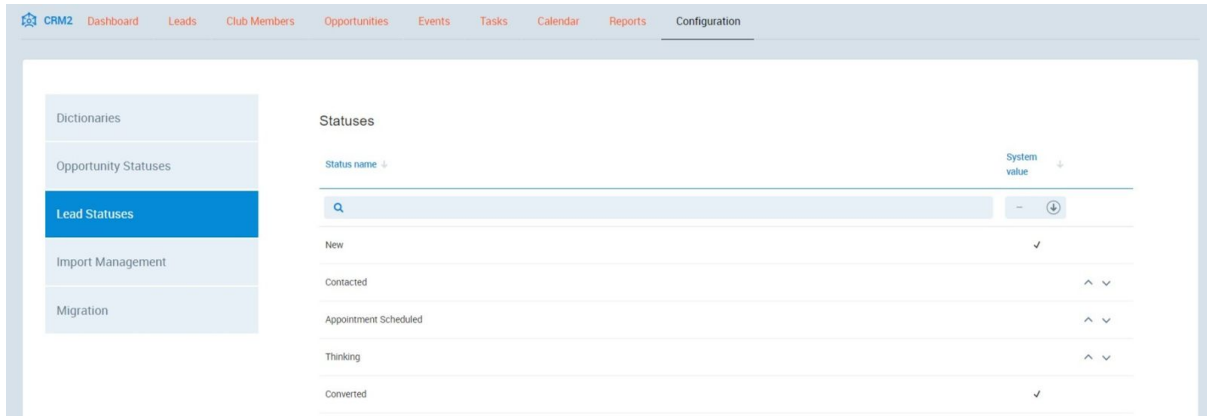 CRM2 Dashboard Leads Club Members Opportunities Events Tasks Calendar Reports Configuration
Dictionaries
Opportunity Statuses
Lead Statuses
Import Management
Migration
Statuses
Status name
System
value
New
Contacted
Appointment Scheduled
Thinking
Converted